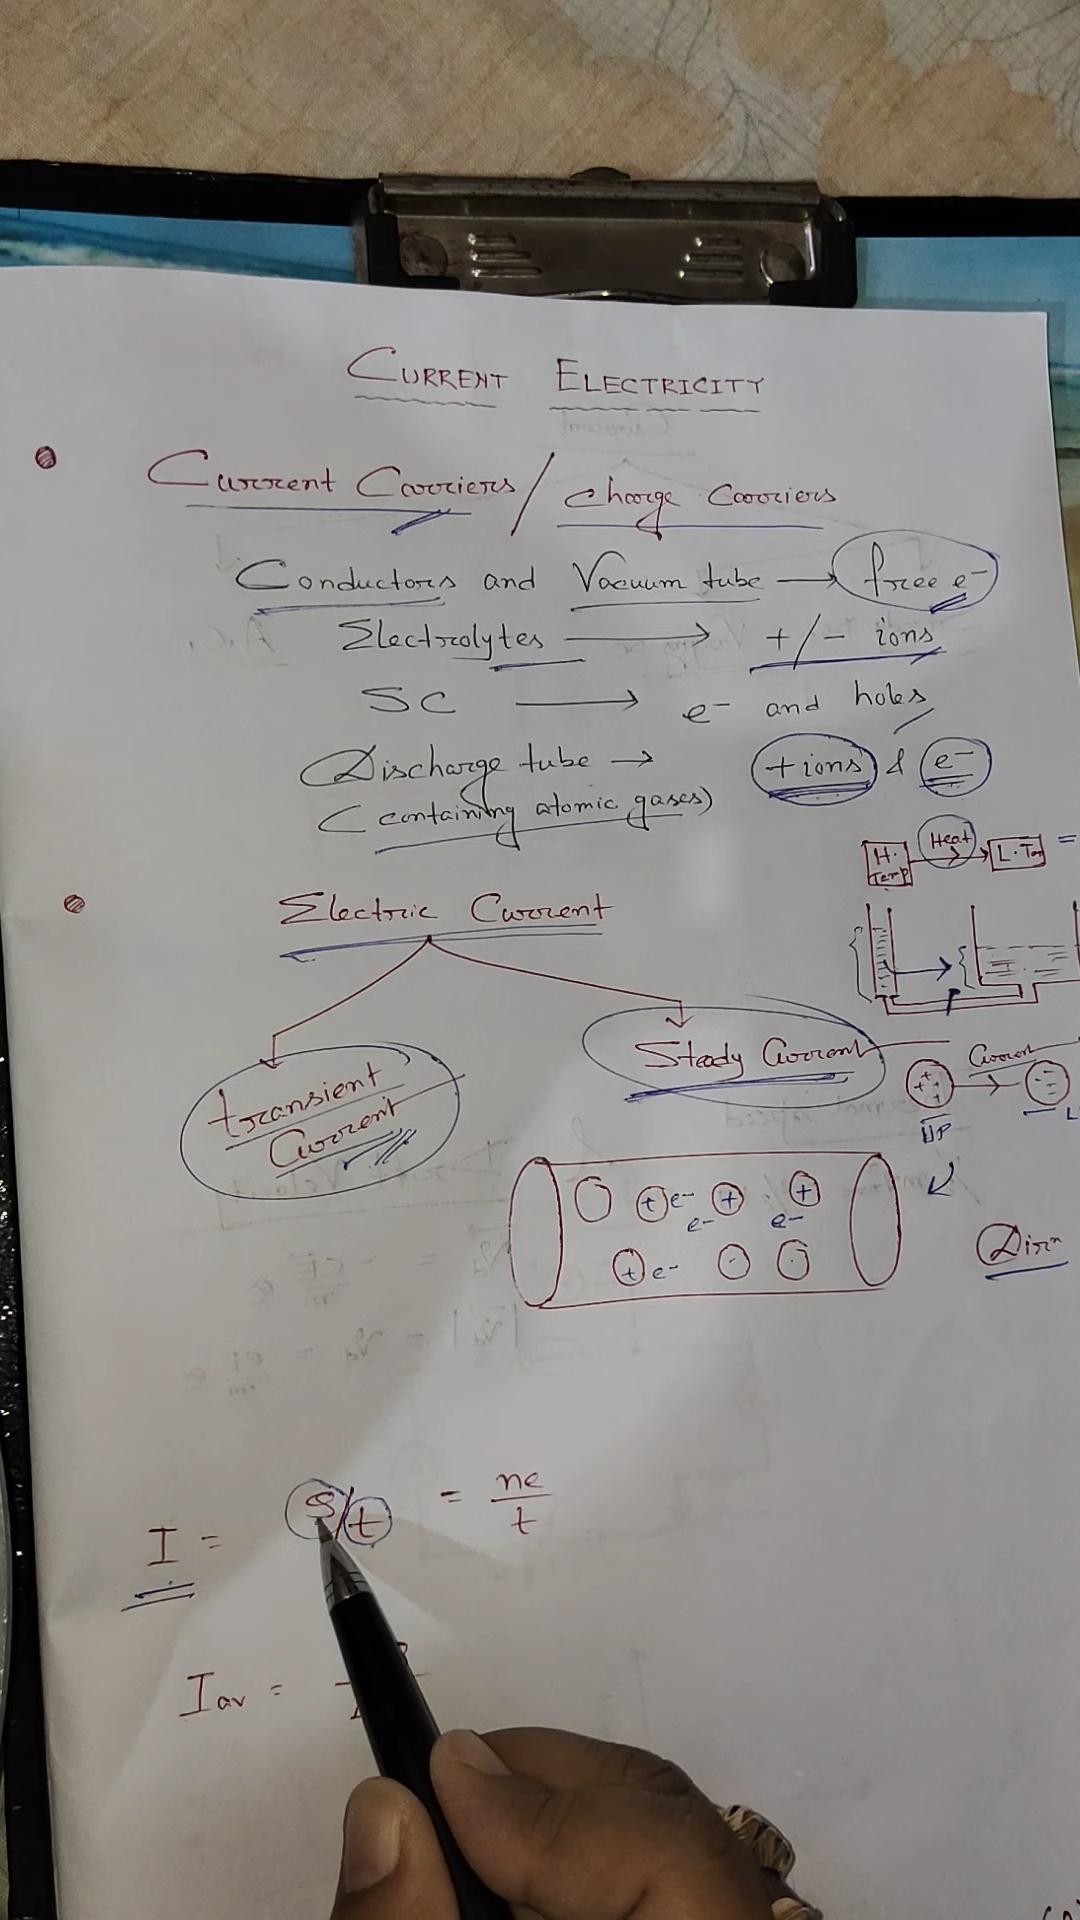 CURRENT ELECTRICITY
Current Carriers / charge Carriers
Conductors and Vacuum tube → free e⁻
Electrolytes → +/- ions
SC → e⁻ and holes
Discharge tube → + ions & e⁻
(containing atomic gases)
H. Temp Heat L. =
Electric Current
transient Current
Steady Current
Current
+ + + +
- - -
HP L
+ e⁻ + +
e⁻ e⁻
+ e⁻
Dirⁿ
I = /t = ne/t
Iav =